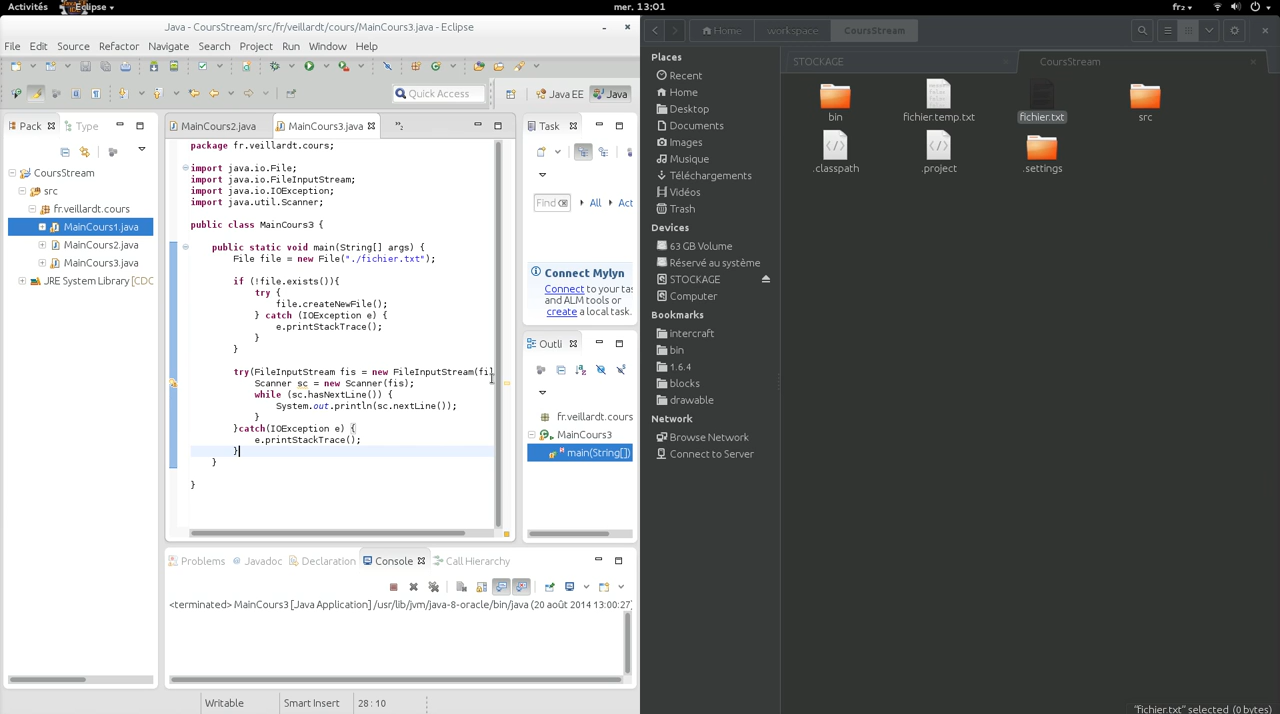 Activités
Eclipse
mer. 13:01
fr₂
Java - CoursStream/src/fr/veillardt/cours/MainCours3.java - Eclipse
File Edit Source Refactor Navigate Search Project Run Window Help
Quick Access
Java EE
Java
Pack
Type
CoursStream
src
fr.veillardt.cours
MainCours1.java
MainCours2.java
MainCours3.java
JRE System Library [CDC
MainCours2.java
MainCours3.java
»₂
package fr.veillardt.cours;
import java.io.File;
import java.io.FileInputStream;
import java.io.IOException;
import java.util.Scanner;
public class MainCours3 {
public static void main(String[] args) {
File file = new File("./fichier.txt");
if (!file.exists()){
try {
file.createNewFile();
} catch (IOException e) {
e.printStackTrace();
}
}
try(FileInputStream fis = new FileInputStream(fil
Scanner sc = new Scanner(fis);
while (sc.hasNextLine()) {
System.out.println(sc.nextLine());
}
}catch(IOException e) {
e.printStackTrace();
}
}
}
Task
Find
All
Act
Connect Mylyn
Connect to your tas
and ALM tools or
create a local task.
Outli
fr.veillardt.cours
MainCours3
main(String[])
Problems
Javadoc
Declaration
Console
Call Hierarchy
<terminated> MainCours3 [Java Application] /usr/lib/jvm/java-8-oracle/bin/java (20 août 2014 13:00:27)
Writable
Smart Insert
28 : 10
Home
workspace
CoursStream
Places
Recent
Home
Desktop
Documents
Images
Musique
Téléchargements
Vidéos
Trash
Devices
63 GB Volume
Réservé au système
STOCKAGE
Computer
Bookmarks
intercraft
bin
1.6.4
blocks
drawable
Network
Browse Network
Connect to Server
STOCKAGE
CoursStream
bin
fichier.temp.txt
fichier.txt
src
.classpath
.project
.settings
"fichier.txt" selected (0 bytes)